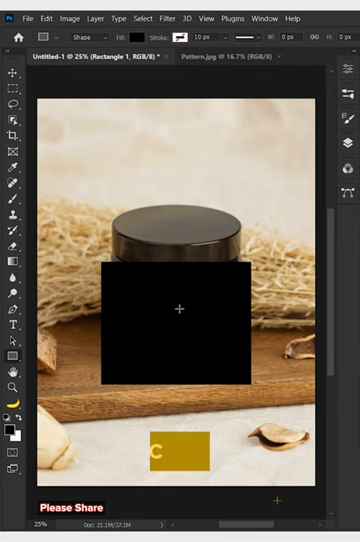 Ps File Edit Image Layer Type Select Filter 3D View Plugins Window Help
Shape Fill: Stroke: 10 px W: 0 px H: 0 px
Untitled-1 @ 25% (Rectangle 1, RGB/8) * × Pattern.jpg @ 16.7% (RGB/8) ×
T
C
Please Share
25% Doc: 21.1M/37.1M